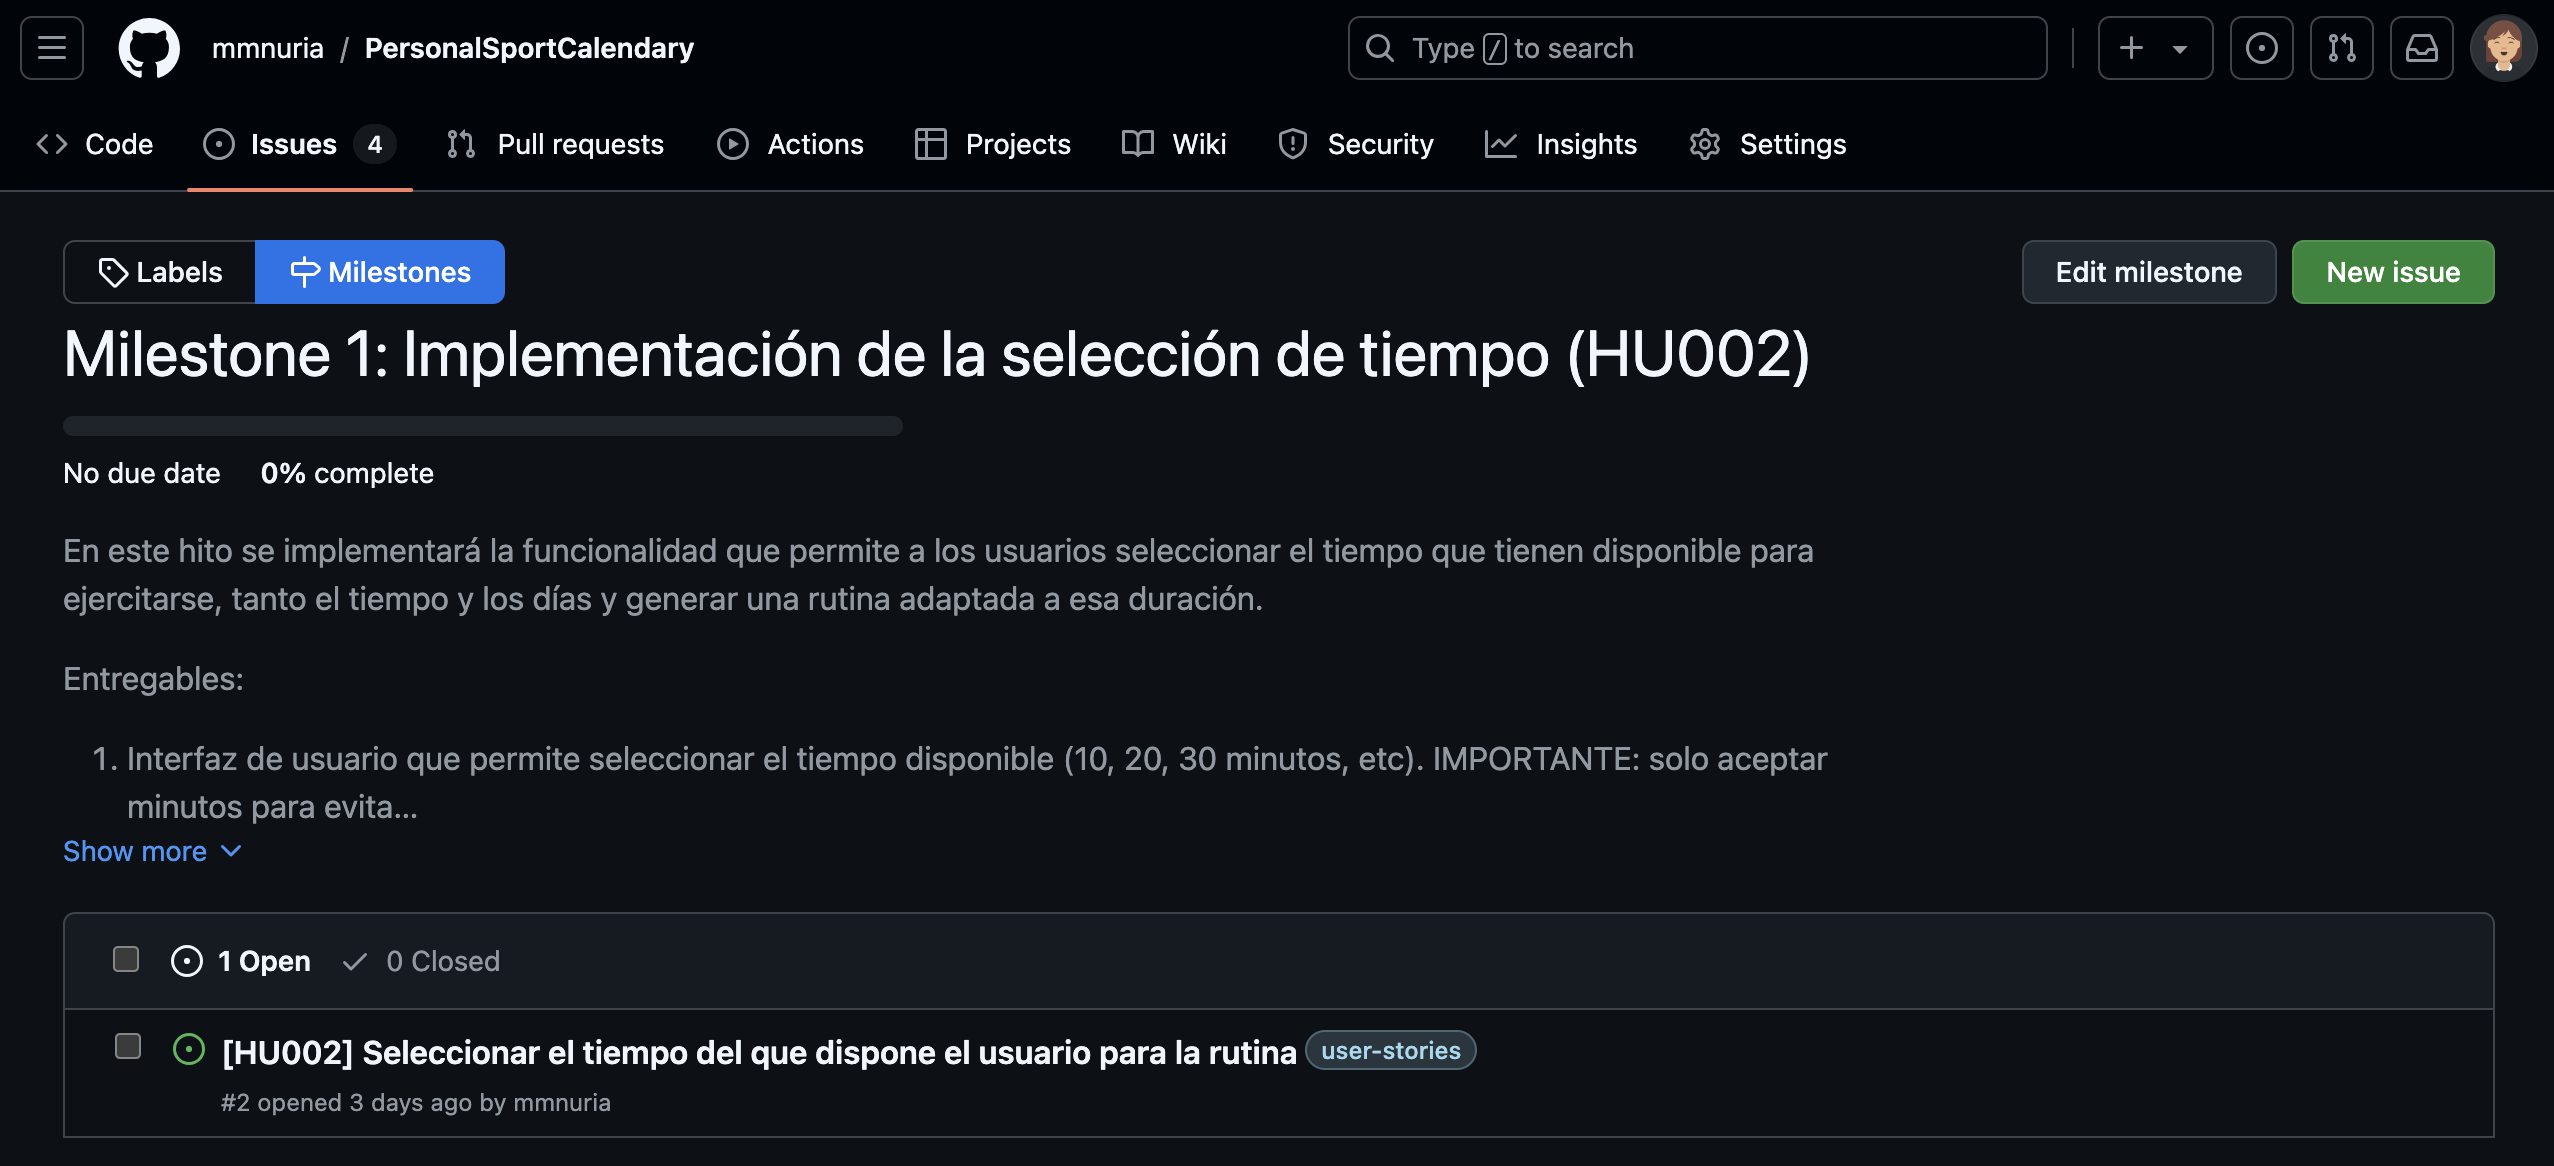 mmnuria / PersonalSportCalendary
Type / to search
Code
Issues 4
Pull requests
Actions
Projects
Wiki
Security
Insights
Settings
Labels
Milestones
Edit milestone
New issue
Milestone 1: Implementación de la selección de tiempo (HU002)
No due date 0% complete
En este hito se implementará la funcionalidad que permite a los usuarios seleccionar el tiempo que tienen disponible para
ejercitarse, tanto el tiempo y los días y generar una rutina adaptada a esa duración.
Entregables:
1. Interfaz de usuario que permite seleccionar el tiempo disponible (10, 20, 30 minutos, etc). IMPORTANTE: solo aceptar
minutos para evita...
Show more
1 Open 0 Closed
[HU002] Seleccionar el tiempo del que dispone el usuario para la rutina user-stories
#2 opened 3 days ago by mmnuria